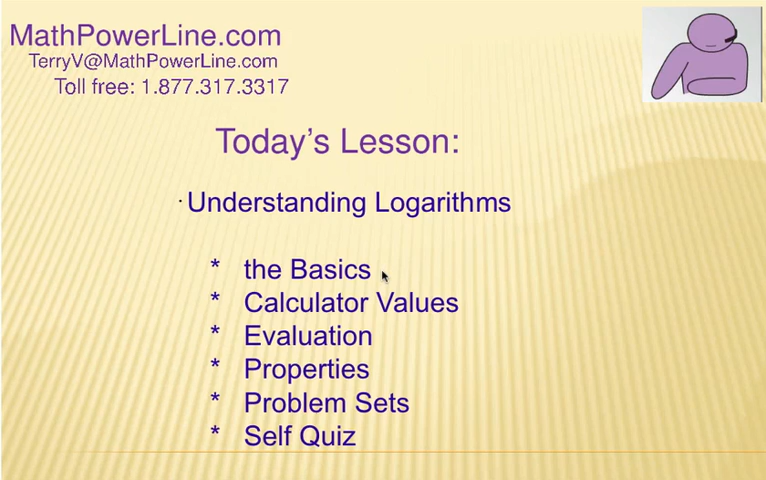 MathPowerLine.com
TerryV@MathPowerLine.com
Toll free: 1.877.317.3317
Today's Lesson:
· Understanding Logarithms
* the Basics
* Calculator Values
* Evaluation
* Properties
* Problem Sets
* Self Quiz